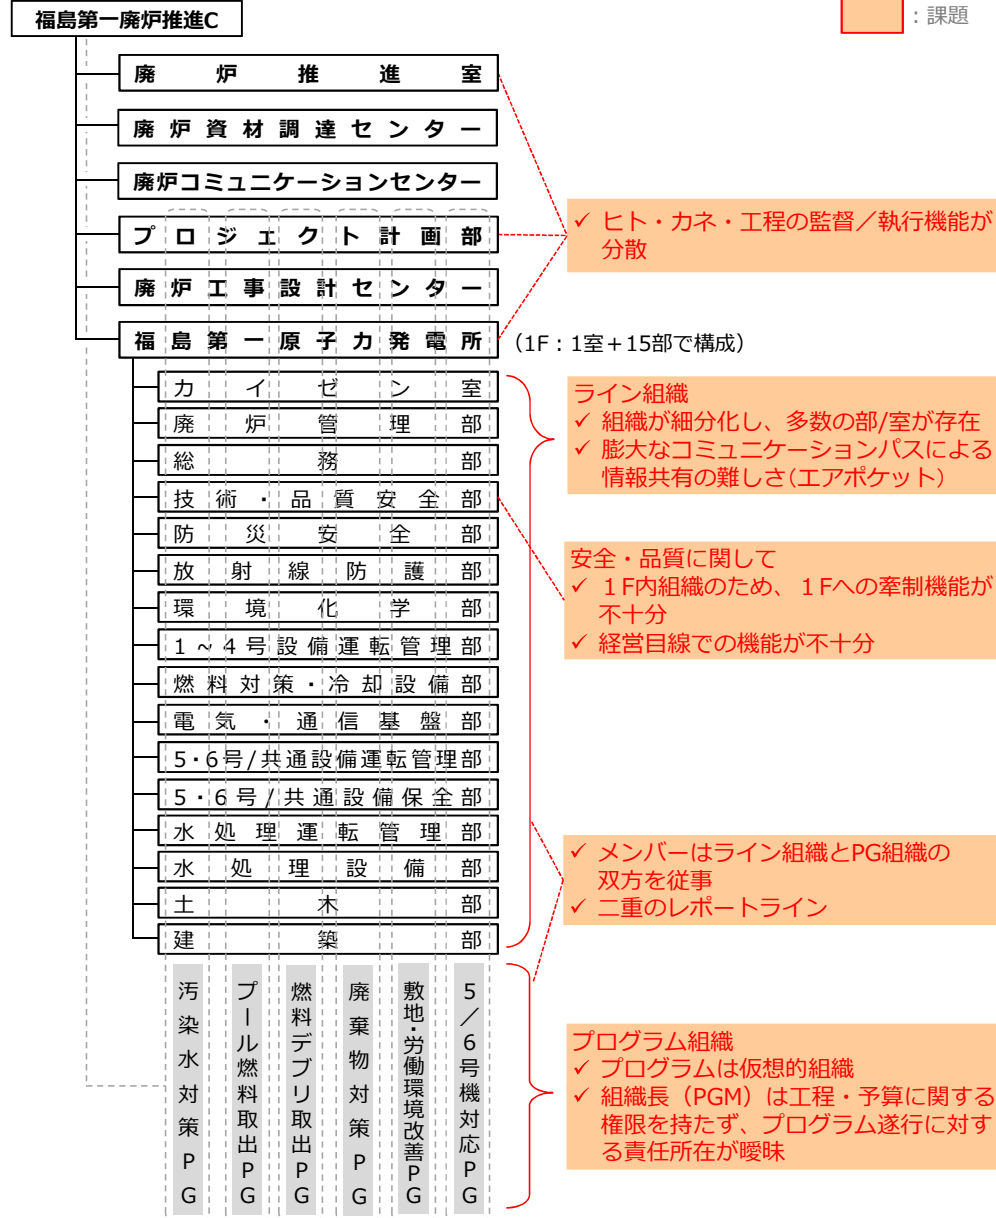 福島第一廃炉推進C
:課題
廃炉推進室
廃炉資材調達センター
廃炉コミュニケーションセンター
プロジェクト計画部
廃炉工事設計センター
福島第一原子力発電所
（1F：1室＋15部で構成）
カイゼン室
廃炉管理部
総務部
技術・品質安全部
防災安全部
放射線防護部
環境化学部
1～4号設備運転管理部
燃料対策・冷却設備部
電気・通信基盤部
5・6号/共通設備運転管理部
5・6号/共通設備保全部
水処理運転管理部
水処理設備部
土木部
建築部
汚染水対策PG
プール燃料取出PG
燃料デブリ取出PG
廃棄物対策PG
敷地・労働環境改善PG
5／6号機対応PG
✓ ヒト・カネ・工程の監督／執行機能が
分散
ライン組織
✓ 組織が細分化し、多数の部/室が存在
✓ 膨大なコミュニケーションパスによる
情報共有の難しさ(エアポケット)
安全・品質に関して
✓ １F内組織のため、１Fへの牽制機能が
不十分
✓ 経営目線での機能が不十分
✓ メンバーはライン組織とPG組織の
双方を従事
✓ 二重のレポートライン
プログラム組織
✓ プログラムは仮想的組織
✓ 組織長（PGM）は工程・予算に関する
権限を持たず、プログラム遂行に対す
る責任所在が曖昧